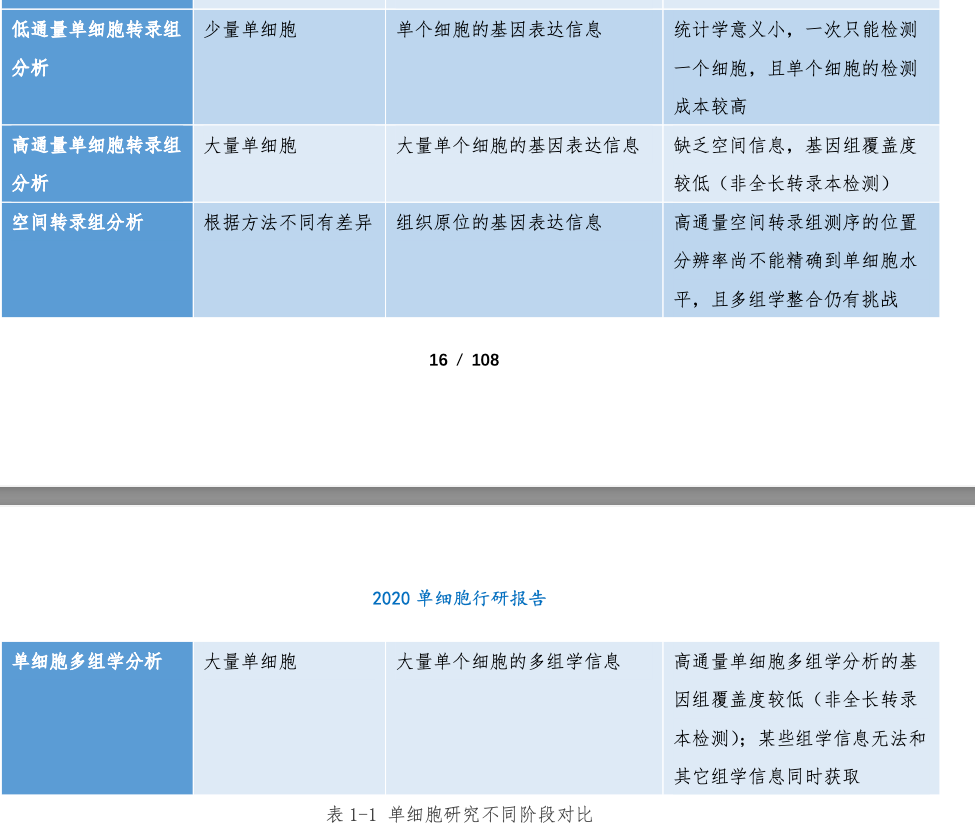 低通量单细胞转录组 少量单细胞 单个细胞的基因表达信息 统计学意义小，一次只能检测
分析 一个细胞，且单个细胞的检测
成本较高
高通量单细胞转录组 大量单细胞 大量单个细胞的基因表达信息 缺乏空间信息，基因组覆盖度
分析 较低（非全长转录本检测）
空间转录组分析 根据方法不同有差异 组织原位的基因表达信息 高通量空间转录组测序的位置
分辨率尚不能精确到单细胞水
平，且多组学整合仍有挑战
16 / 108
2020 单细胞行研报告
单细胞多组学分析 大量单细胞 大量单个细胞的多组学信息 高通量单细胞多组学分析的基
因组覆盖度较低（非全长转录
本检测）；某些组学信息无法和
其它组学信息同时获取
表 1-1 单细胞研究不同阶段对比